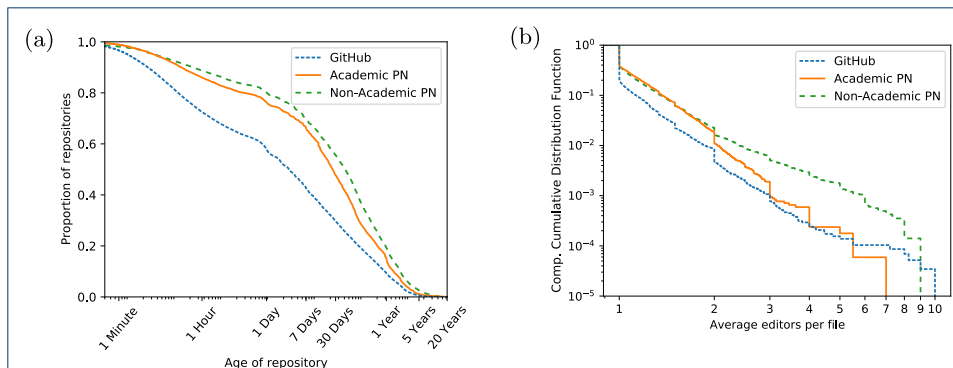 (a)
1.0
0.8
0.6
0.4
0.2
0.0
Proportion of repositories
GitHub
Academic PN
Non-Academic PN
1 Minute
1 Hour
1 Day
7 Days
30 Days
1 Year
5 Years
20 Years
Age of repository
(b)
10⁰
10⁻¹
10⁻²
10⁻³
10⁻⁴
10⁻⁵
Comp. Cumulative Distribution Function
GitHub
Academic PN
Non-Academic PN
1 2 3 4 5 6 7 8 9 10
Average editors per file